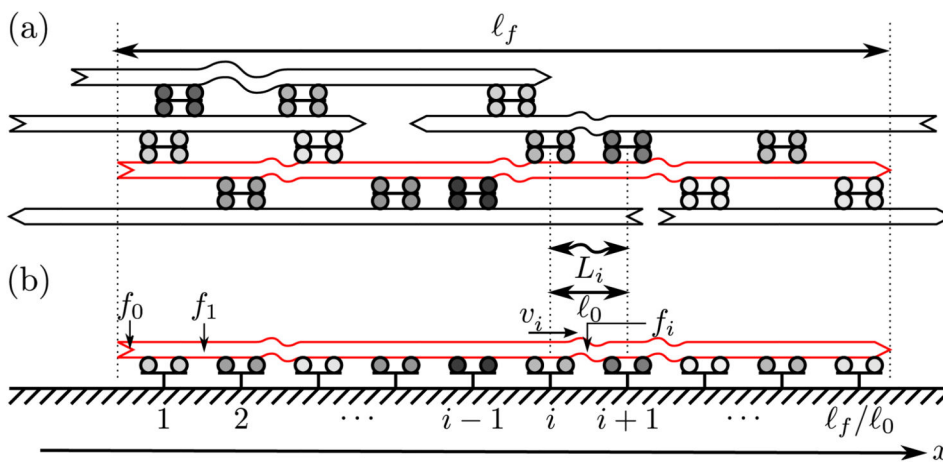 (a)
ℓ_f
L_i
(b)
ℓ_0
f_0 f_1 v_i f_i
1 2 ⋯ i − 1 i i + 1 ⋯ ℓ_f/ℓ_0
x